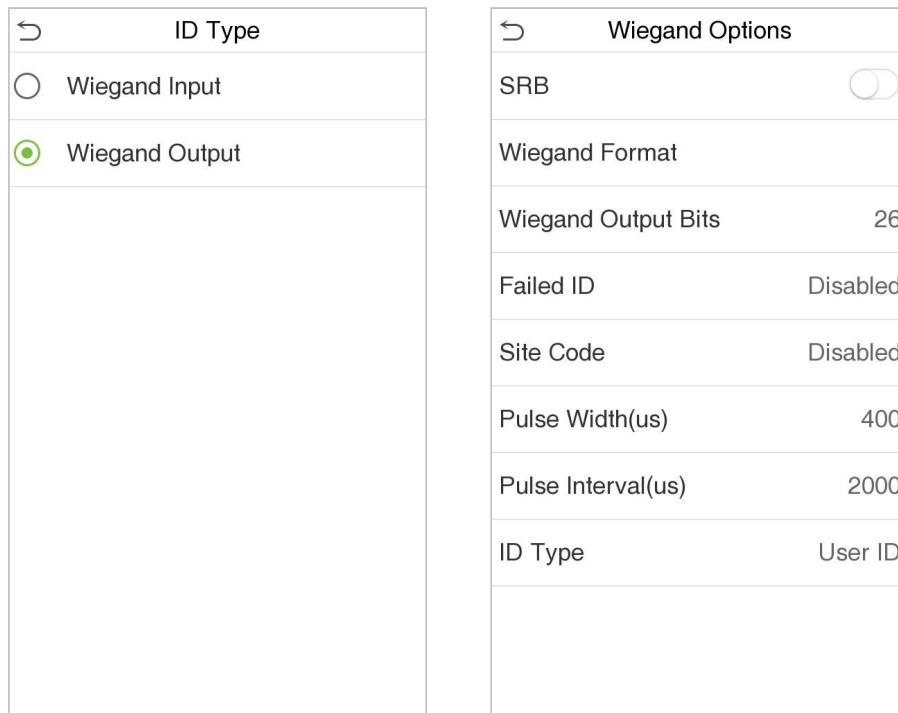 ID Type
Wiegand Input
Wiegand Output
Wiegand Options
SRB
Wiegand Format
Wiegand Output Bits 26
Failed ID Disabled
Site Code Disabled
Pulse Width(us) 400
Pulse Interval(us) 2000
ID Type User ID